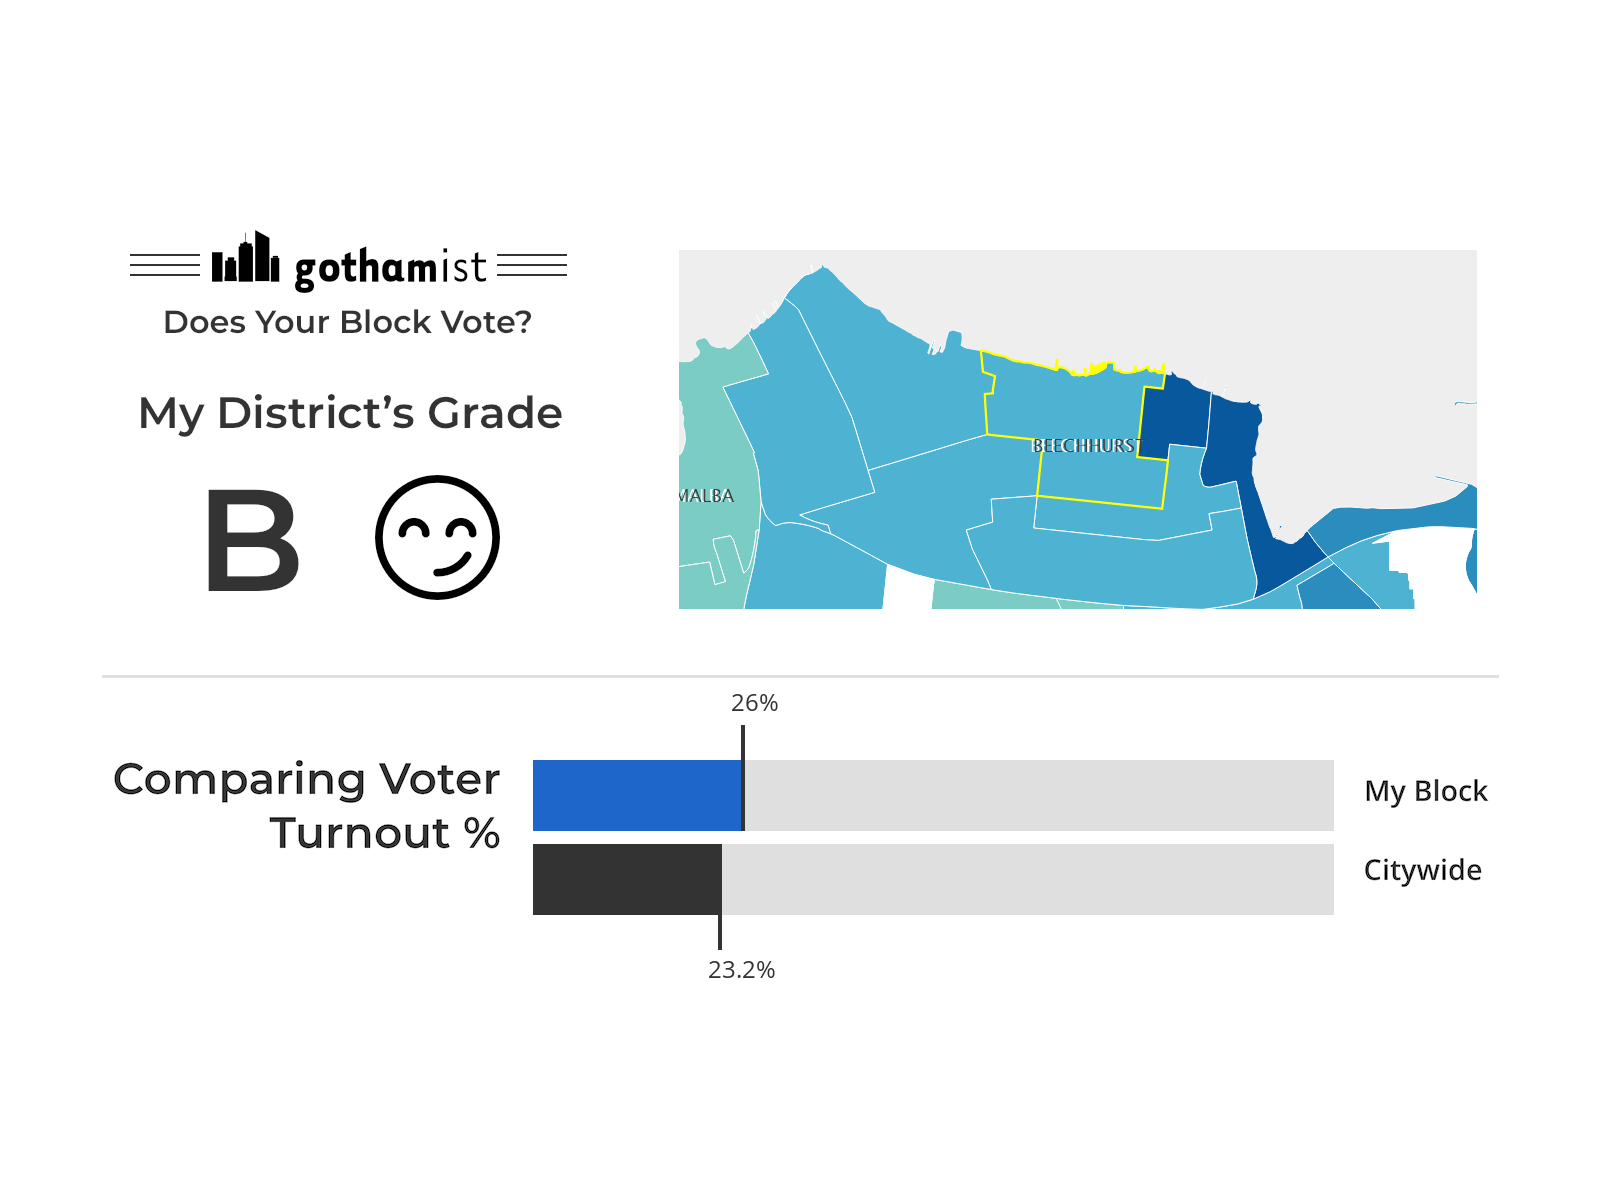 gothamist
Does Your Block Vote?
My District's Grade
B
BEECHHURST
MALBA
26%
Comparing Voter
Turnout %
My Block
Citywide
23.2%